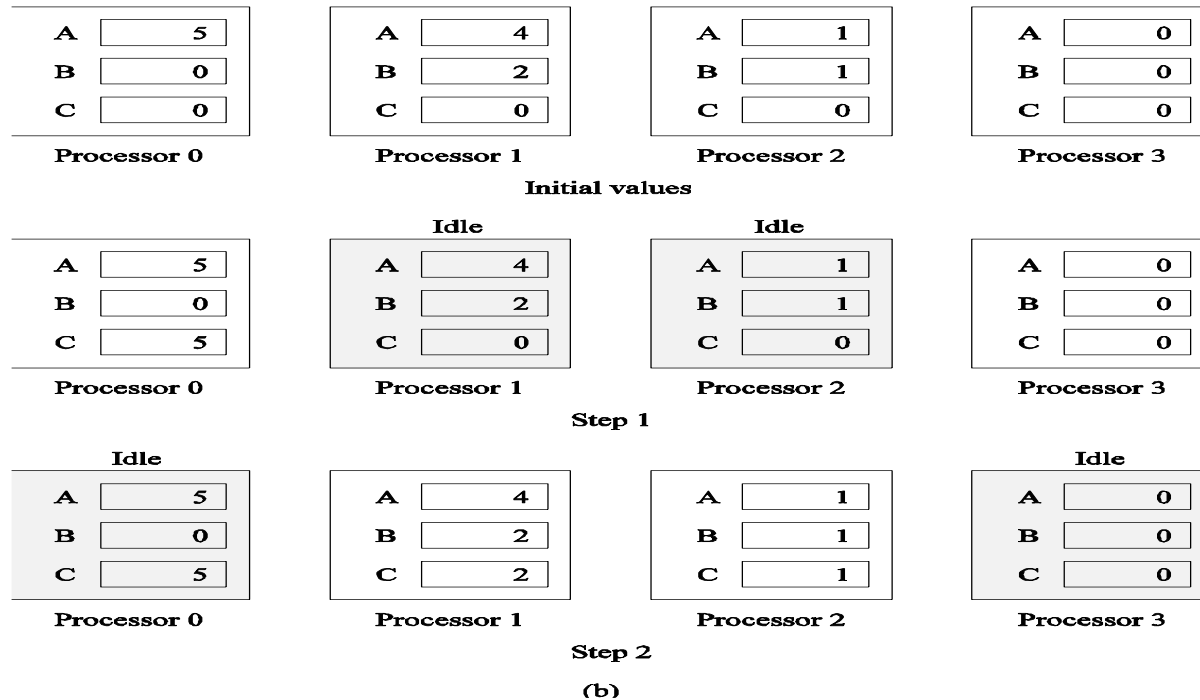 A 5 A 4 A 1 A 0
B 0 B 2 B 1 B 0
C 0 C 0 C 0 C 0
Processor 0 Processor 1 Processor 2 Processor 3
Initial values
Idle Idle
A 5 A 4 A 1 A 0
B 0 B 2 B 1 B 0
C 5 C 0 C 0 C 0
Processor 0 Processor 1 Processor 2 Processor 3
Step 1
Idle Idle
A 5 A 4 A 1 A 0
B 0 B 2 B 1 B 0
C 5 C 2 C 1 C 0
Processor 0 Processor 1 Processor 2 Processor 3
Step 2
(b)